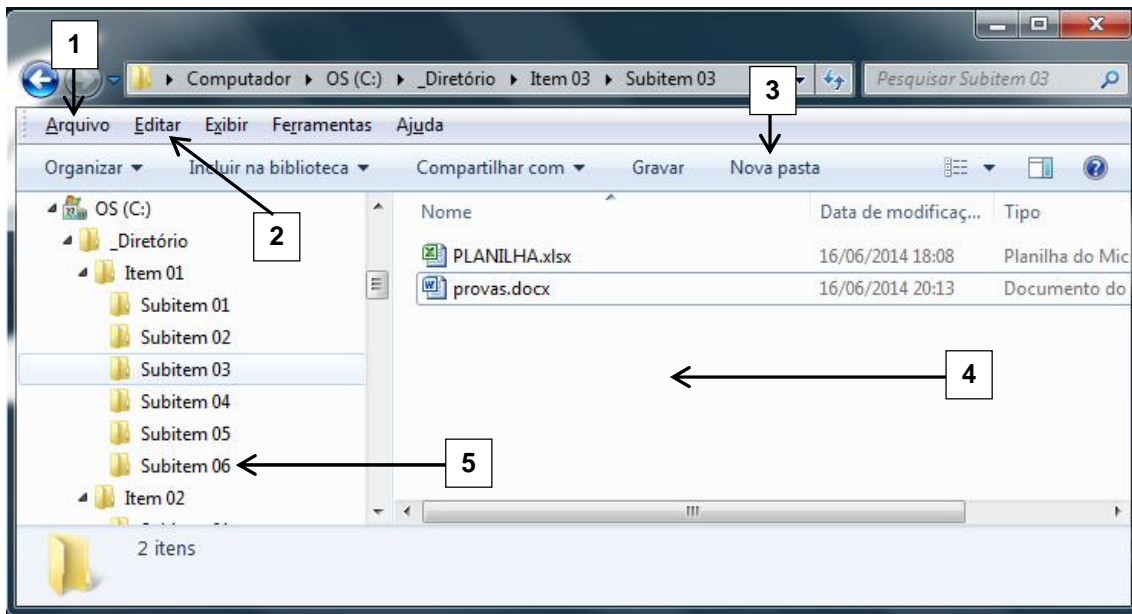 1
Computador ▸ OS (C:) ▸ _Diretório ▸ Item 03 ▸ Subitem 03
Pesquisar Subitem 03
3
Arquivo Editar Exibir Ferramentas Ajuda
Organizar Incluir na biblioteca Compartilhar com Gravar Nova pasta
OS (C:)
_Diretório
Item 01
Subitem 01
Subitem 02
Subitem 03
Subitem 04
Subitem 05
Subitem 06
Item 02
2
Nome Data de modificaç... Tipo
PLANILHA.xlsx 16/06/2014 18:08 Planilha do Mic
provas.docx 16/06/2014 20:13 Documento do
4
5
2 itens